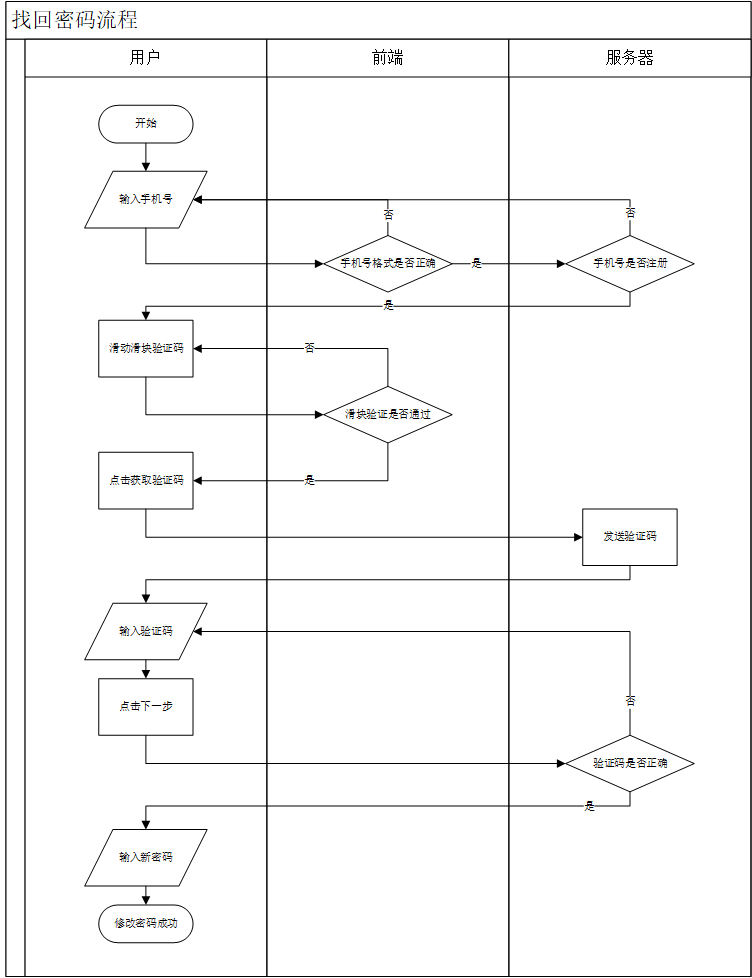 找回密码流程
用户
前端
服务器
开始
输入手机号
否
否
手机号格式是否正确
是
手机号是否注册
是
滑动滑块验证码
否
滑块验证是否通过
点击获取验证码
是
发送验证码
输入验证码
否
点击下一步
验证码是否正确
是
输入新密码
修改密码成功